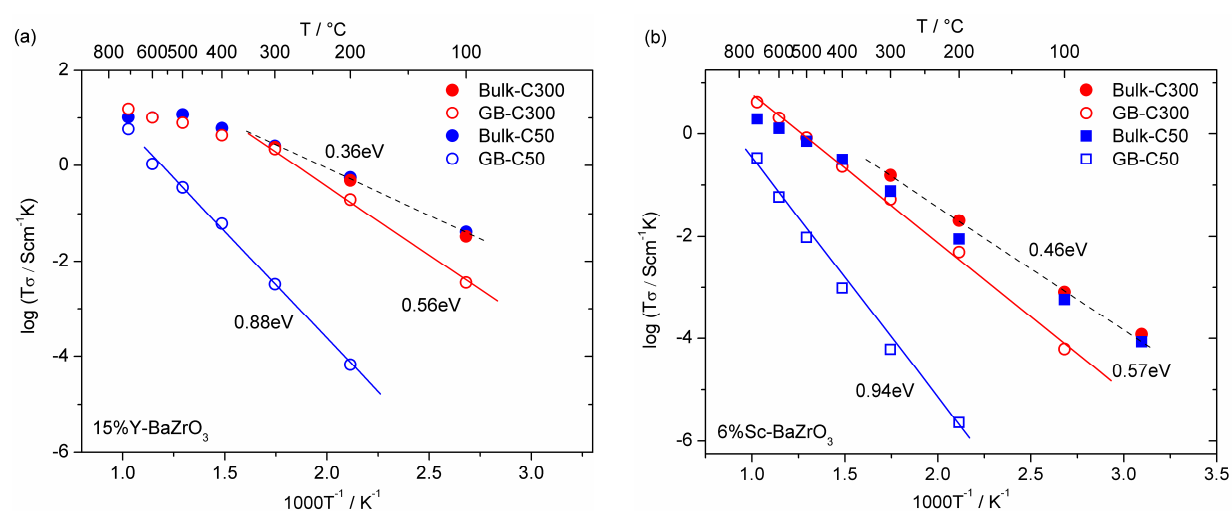 (a)
T / °C
800 600 500 400 300 200 100
2
0
-2
-4
-6
log (Tσ / Scm⁻¹K)
Bulk-C300
GB-C300
Bulk-C50
GB-C50
0.36eV
0.56eV
0.88eV
15%Y-BaZrO₃
1.0 1.5 2.0 2.5 3.0
1000T⁻¹ / K⁻¹
(b)
T / °C
800 600 500 400 300 200 100
0
-2
-4
-6
log (Tσ / Scm⁻¹K)
Bulk-C300
GB-C300
Bulk-C50
GB-C50
0.46eV
0.57eV
0.94eV
6%Sc-BaZrO₃
1.0 1.5 2.0 2.5 3.0 3.5
1000T⁻¹ / K⁻¹